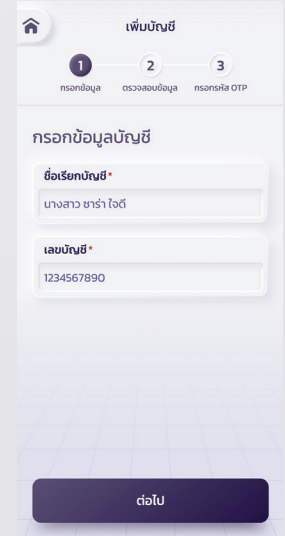 เพิ่มบัญชี
1 2 3
กรอกข้อมูล ตรวจสอบข้อมูล กรอกรหัส OTP
กรอกข้อมูลบัญชี
ชื่อเรียกบัญชี*
นางสาว ซาร่า ใจดี
เลขบัญชี*
1234567890
ต่อไป